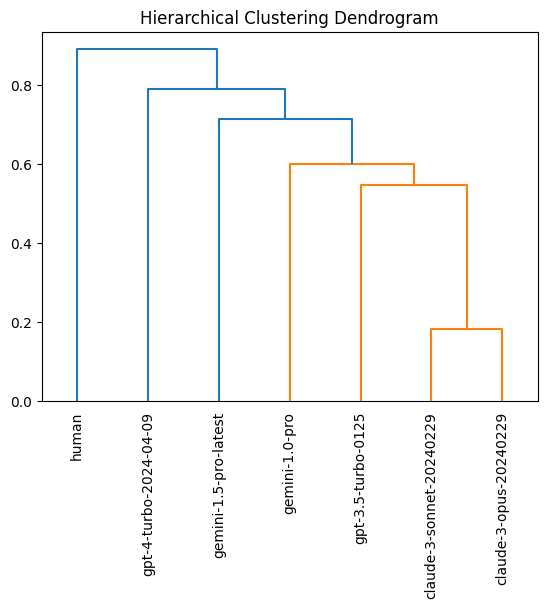 Hierarchical Clustering Dendrogram
0.8
0.6
0.4
0.2
0.0
human
gpt-4-turbo-2024-04-09
gemini-1.5-pro-latest
gemini-1.0-pro
gpt-3.5-turbo-0125
claude-3-sonnet-20240229
claude-3-opus-20240229